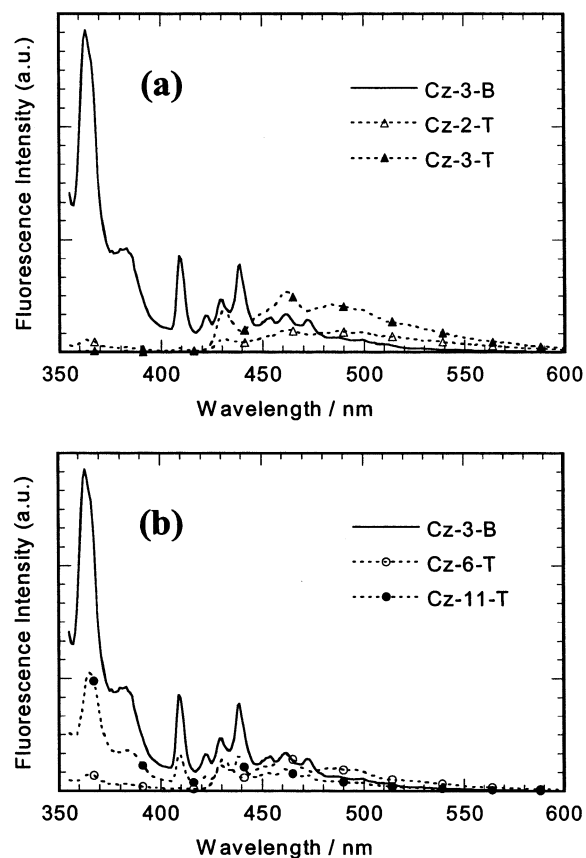 Fluorescence Intensity (a.u.)
(a)
Cz-3-B
Cz-2-T
Cz-3-T
350 400 450 500 550 600
Wavelength / nm
Fluorescence Intensity (a.u.)
(b)
Cz-3-B
Cz-6-T
Cz-11-T
350 400 450 500 550 600
Wavelength / nm